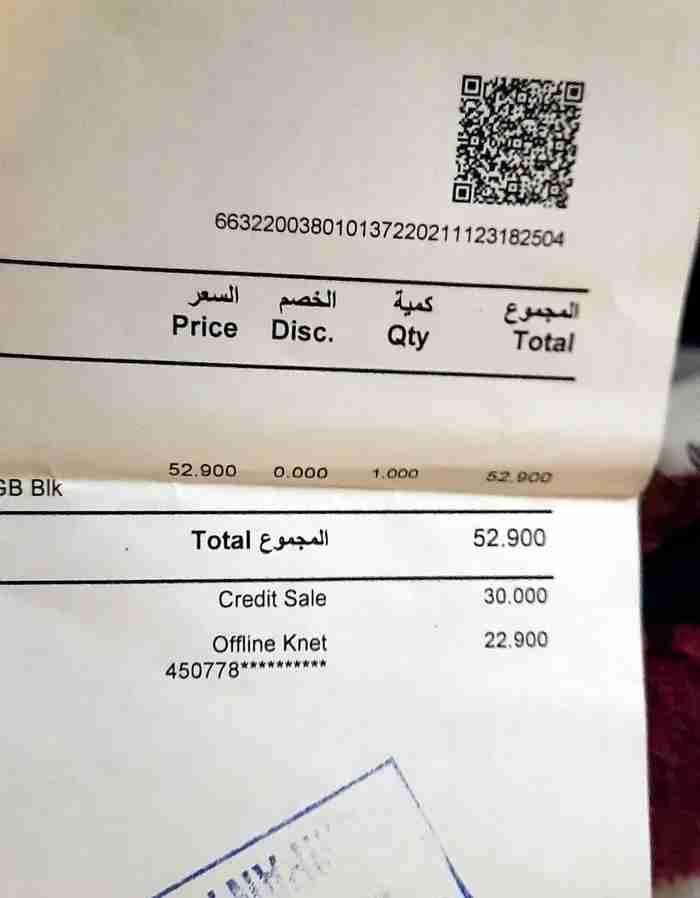 663220038010137220211123182504
السعر الخصم كمية المجموع
Price Disc. Qty Total
52.900 0.000 1.000 52.900
GB Blk
Total المجموع 52.900
Credit Sale 30.000
Offline Knet 22.900
450778**********